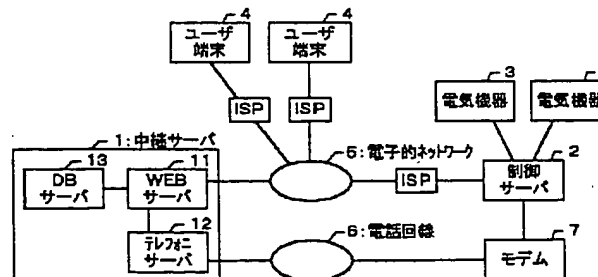 4
4
ユーザ
端末
ユーザ
端末
3
ISP
ISP
電気機器
電気機器
1:中継サーバ
13
11
5:電子的ネットワーク
2
DB
サーバ
WEB
サーバ
ISP
制御
サーバ
12
6:電話回線
7
テレフォニ
サーバ
モデム